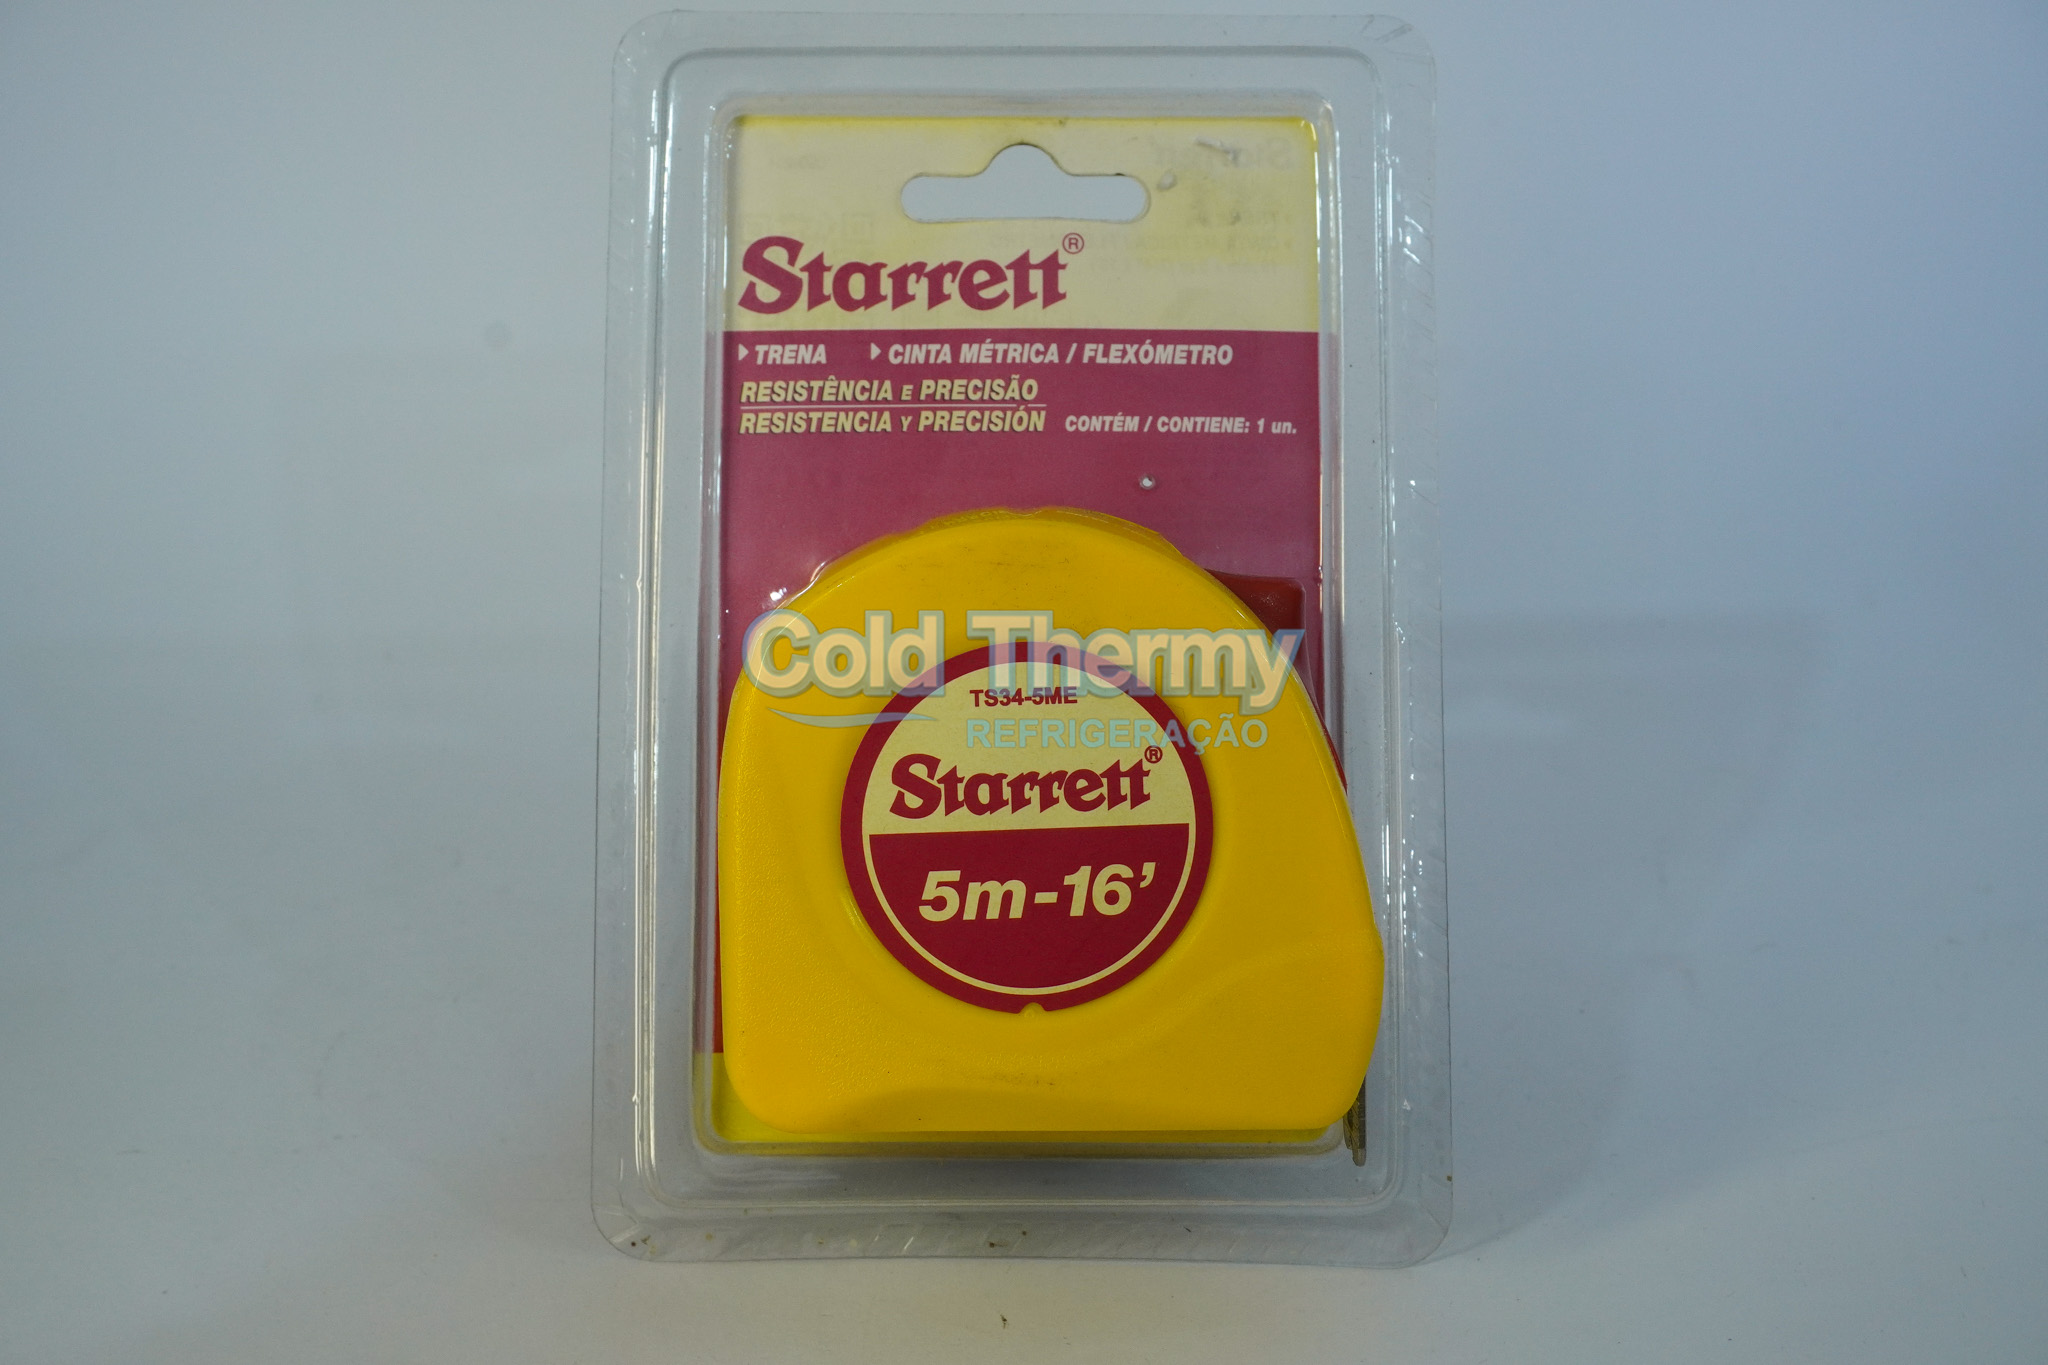 Starrett®
TRENA CINTA MÉTRICA / FLEXÓMETRO
RESISTÊNCIA E PRECISÃO
RESISTENCIA Y PRECISIÓN CONTÉM / CONTIENE: 1 un.
Cold Thermy
TS34-5ME
REFRIGERAÇÃO
Starrett®
5m-16'